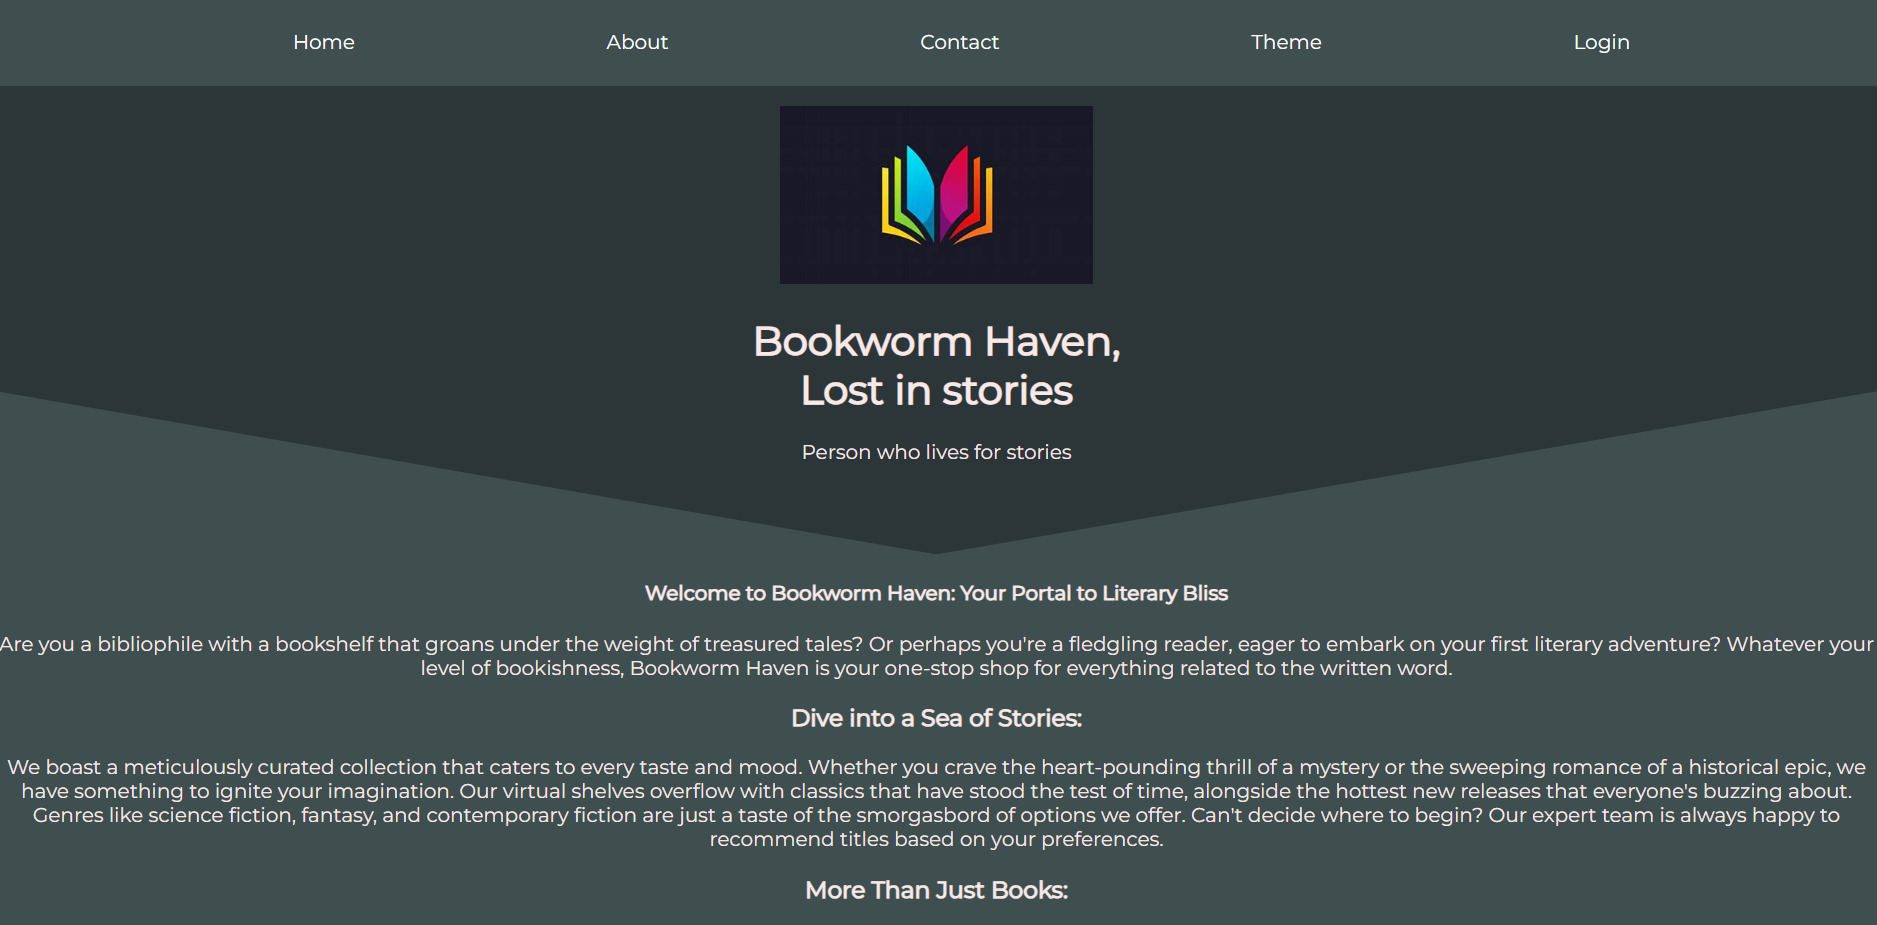 Home About Contact Theme Login
Bookworm Haven,
Lost in stories
Person who lives for stories
Welcome to Bookworm Haven: Your Portal to Literary Bliss
Are you a bibliophile with a bookshelf that groans under the weight of treasured tales? Or perhaps you're a fledgling reader, eager to embark on your first literary adventure? Whatever your
level of bookishness, Bookworm Haven is your one-stop shop for everything related to the written word.
Dive into a Sea of Stories:
We boast a meticulously curated collection that caters to every taste and mood. Whether you crave the heart-pounding thrill of a mystery or the sweeping romance of a historical epic, we
have something to ignite your imagination. Our virtual shelves overflow with classics that have stood the test of time, alongside the hottest new releases that everyone's buzzing about.
Genres like science fiction, fantasy, and contemporary fiction are just a taste of the smorgasbord of options we offer. Can't decide where to begin? Our expert team is always happy to
recommend titles based on your preferences.
More Than Just Books: